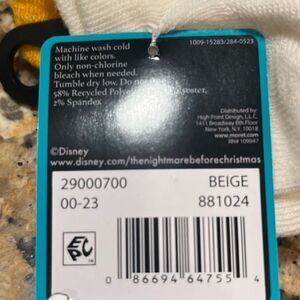 1009-15283/284-0523
Machine wash cold
with like colors.
Only non-chlorine
bleach when needed.
Tumble dry low. Do not
58% Recycled Polyester,
2% Spandex
Distributed by:
High Point Design, L.L.C.
1411 Broadway 8th Floor
New York, N.Y. 10018
www.moret.com
RN# 109947
©Disney
www.disney.com/thenightmarebeforechristmas
29000700 BEIGE
00-23 881024
EPC
0 86694 64755 4